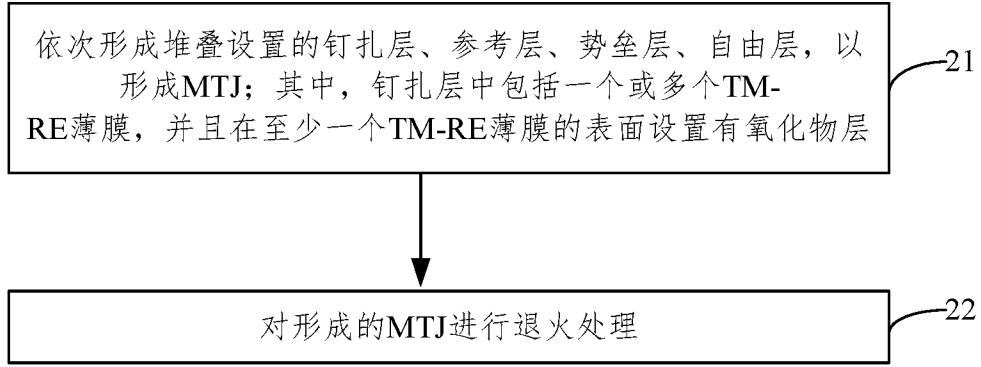 依次形成堆叠设置的钉扎层、参考层、势垒层、自由层，以
形成MTJ；其中，钉扎层中包括一个或多个TM-
RE薄膜，并且在至少一个TM-RE薄膜的表面设置有氧化物层
21
对形成的MTJ进行退火处理
22